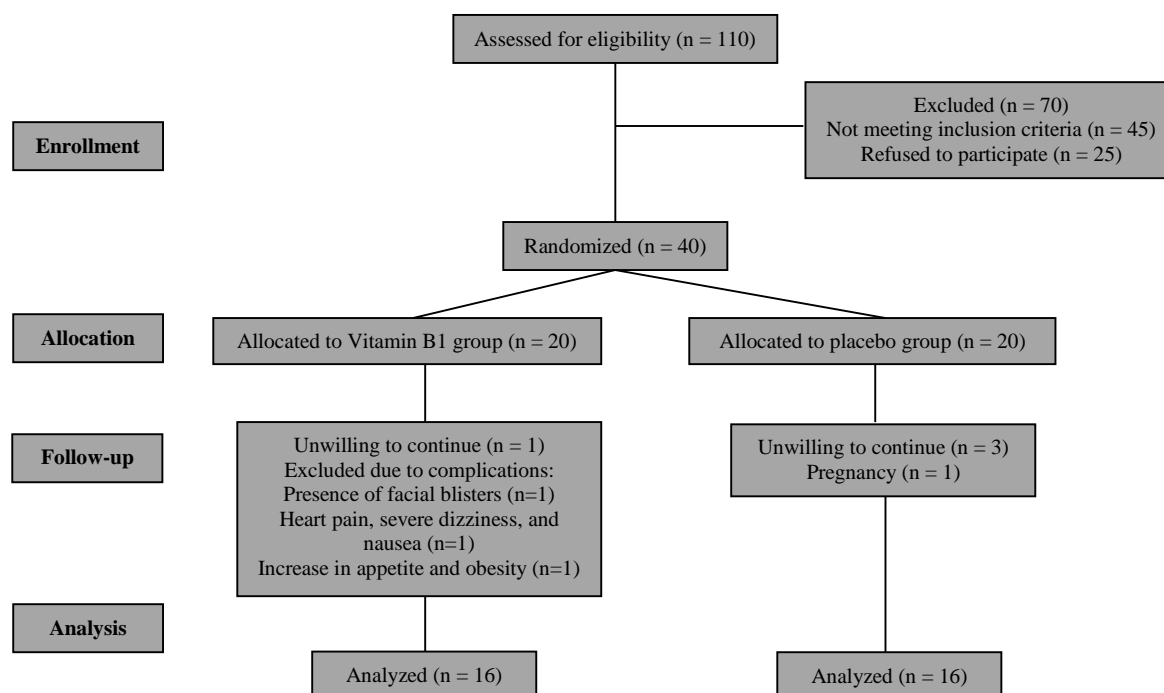 Assessed for eligibility (n = 110)
Excluded (n = 70)
Not meeting inclusion criteria (n = 45)
Refused to participate (n = 25)
Enrollment
Randomized (n = 40)
Allocation
Allocated to Vitamin B1 group (n = 20)
Allocated to placebo group (n = 20)
Follow-up
Unwilling to continue (n = 1)
Excluded due to complications:
Presence of facial blisters (n=1)
Heart pain, severe dizziness, and
nausea (n=1)
Increase in appetite and obesity (n=1)
Unwilling to continue (n = 3)
Pregnancy (n = 1)
Analysis
Analyzed (n = 16)
Analyzed (n = 16)